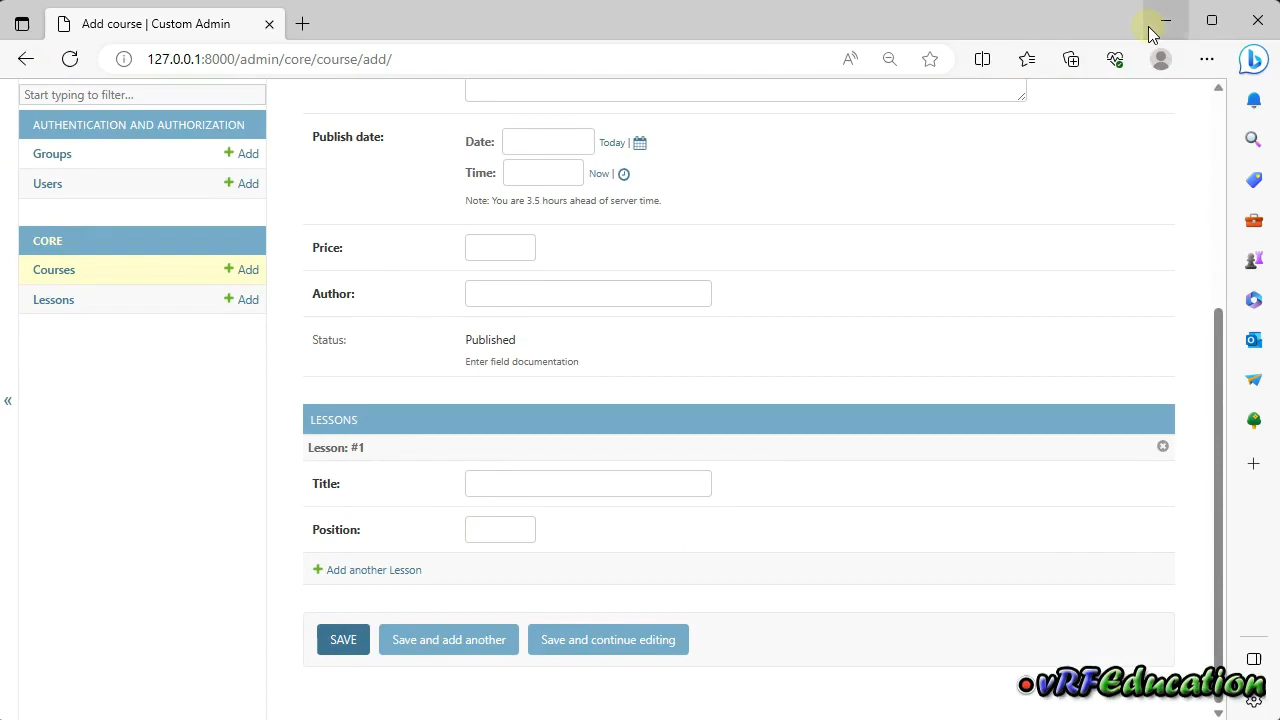 Add course | Custom Admin
127.0.0.1:8000/admin/core/course/add/
Start typing to filter...
AUTHENTICATION AND AUTHORIZATION
Groups
Add
Users
Add
CORE
Courses
Add
Lessons
Add
«
Publish date:
Date:
Today |
Time:
Now |
Note: You are 3.5 hours ahead of server time.
Price:
Author:
Status:
Published
Enter field documentation
LESSONS
Lesson: #1
Title:
Position:
Add another Lesson
SAVE
Save and add another
Save and continue editing
vRFEducation